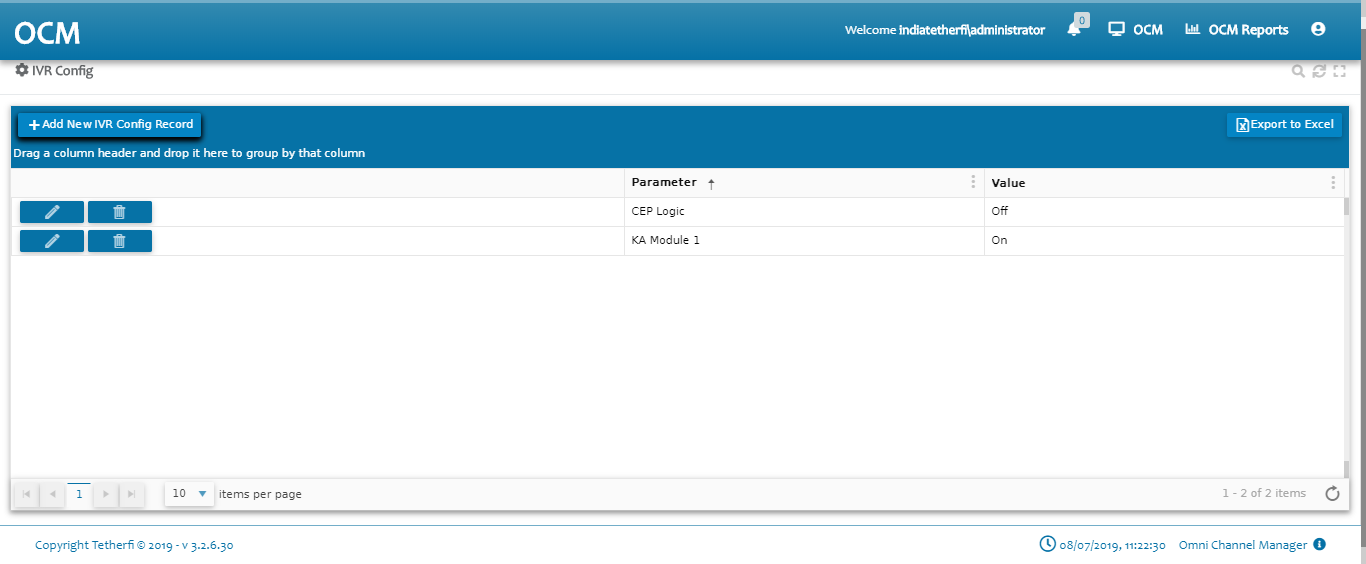 OCM
Welcome indiatetherfi\administrator
0
OCM
OCM Reports
IVR Config
Add New IVR Config Record
Export to Excel
Drag a column header and drop it here to group by that column
Parameter
Value
CEP Logic
Off
KA Module 1
On
1
10
items per page
1 - 2 of 2 items
Copyright Tetherfi © 2019 - v 3.2.6.30
08/07/2019, 11:22:30
Omni Channel Manager